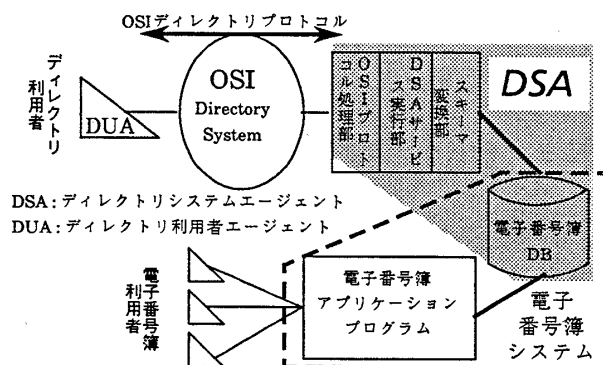 OSIディレクトリプロトコル
ディレクトリ
利用者
DUA
OSI
Directory
System
OSIプロト
コル処理部
DSAサービ
ス実行部
スキーマ
変換部
DSA
DSA:ディレクトリシステムエージェント
DUA:ディレクトリ利用者エージェント
電子番号簿
DB
電子番号簿
利用者
電子番号簿
アプリケーション
プログラム
電子
番号簿
システム